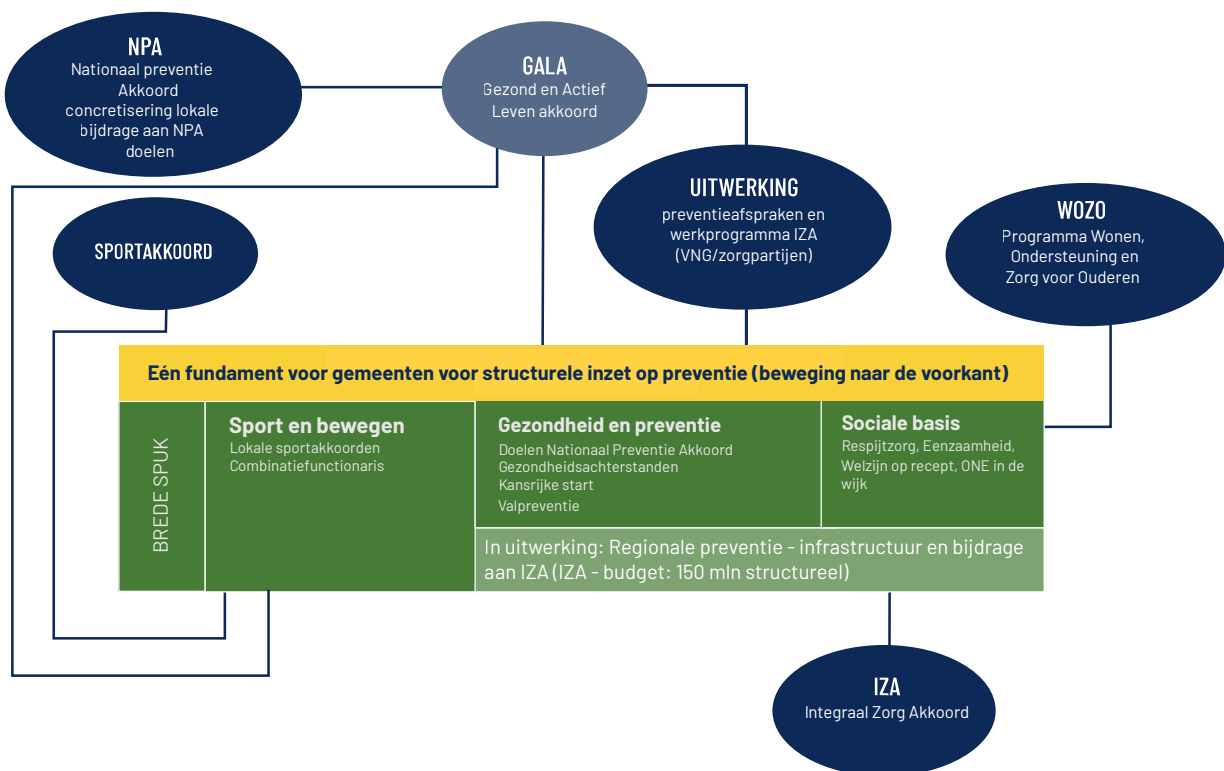 NPA
Nationaal preventie
Akkoord
concretisering lokale
bijdrage aan NPA
doelen
GALA
Gezond en Actief
Leven akkoord
UITWERKING
preventieafspraken en
werkprogramma IZA
(VNG/zorgpartijen)
WOZO
Programma Wonen,
Ondersteuning en
Zorg voor Ouderen
SPORTAKKOORD
Eén fundament voor gemeenten voor structurele inzet op preventie (beweging naar de voorkant)
BREDE SPUK
Sport en bewegen
Lokale sportakkoorden
Combinatiefunctionaris
Gezondheid en preventie
Doelen Nationaal Preventie Akkoord
Gezondheidsachterstanden
Kansrijke start
Valpreventie
Sociale basis
Respijtzorg, Eenzaamheid,
Welzijn op recept, ONE in de
wijk
In uitwerking: Regionale preventie - infrastructuur en bijdrage
aan IZA (IZA - budget: 150 mln structureel)
IZA
Integraal Zorg Akkoord